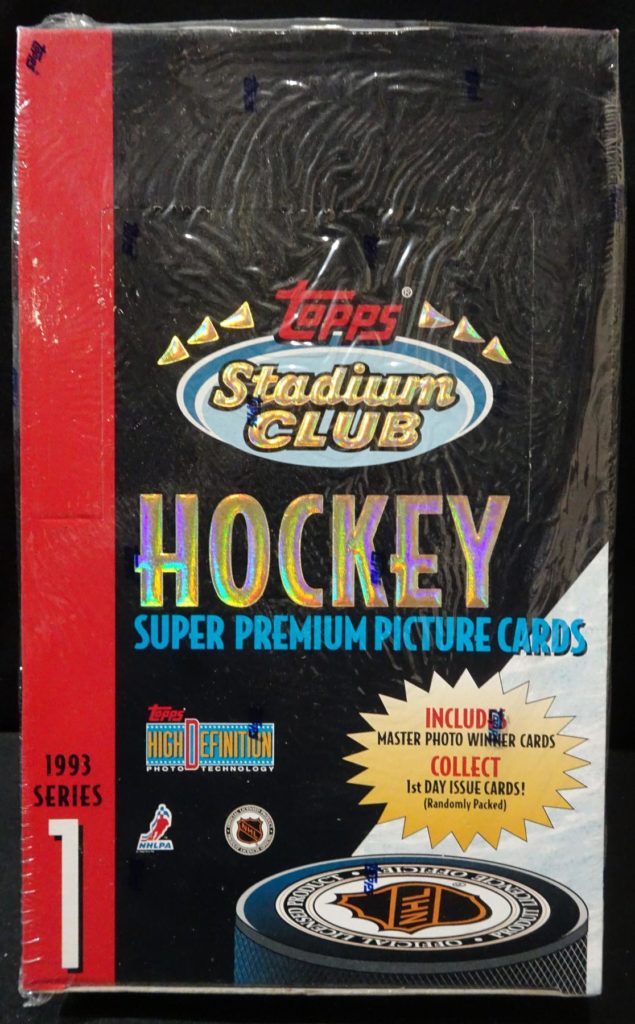 Topps®
Stadium
CLUB
HOCKEY
SUPER PREMIUM PICTURE CARDS
INCLUDES
MASTER PHOTO WINNER CARDS
COLLECT
1st DAY ISSUE CARDS!
(Randomly Packed)
Topps
HIGH DEFINITION
PHOTO TECHNOLOGY
1993
SERIES
1
NHLPA
NHL
NHL
OFFICIAL LICENSED PRODUCT